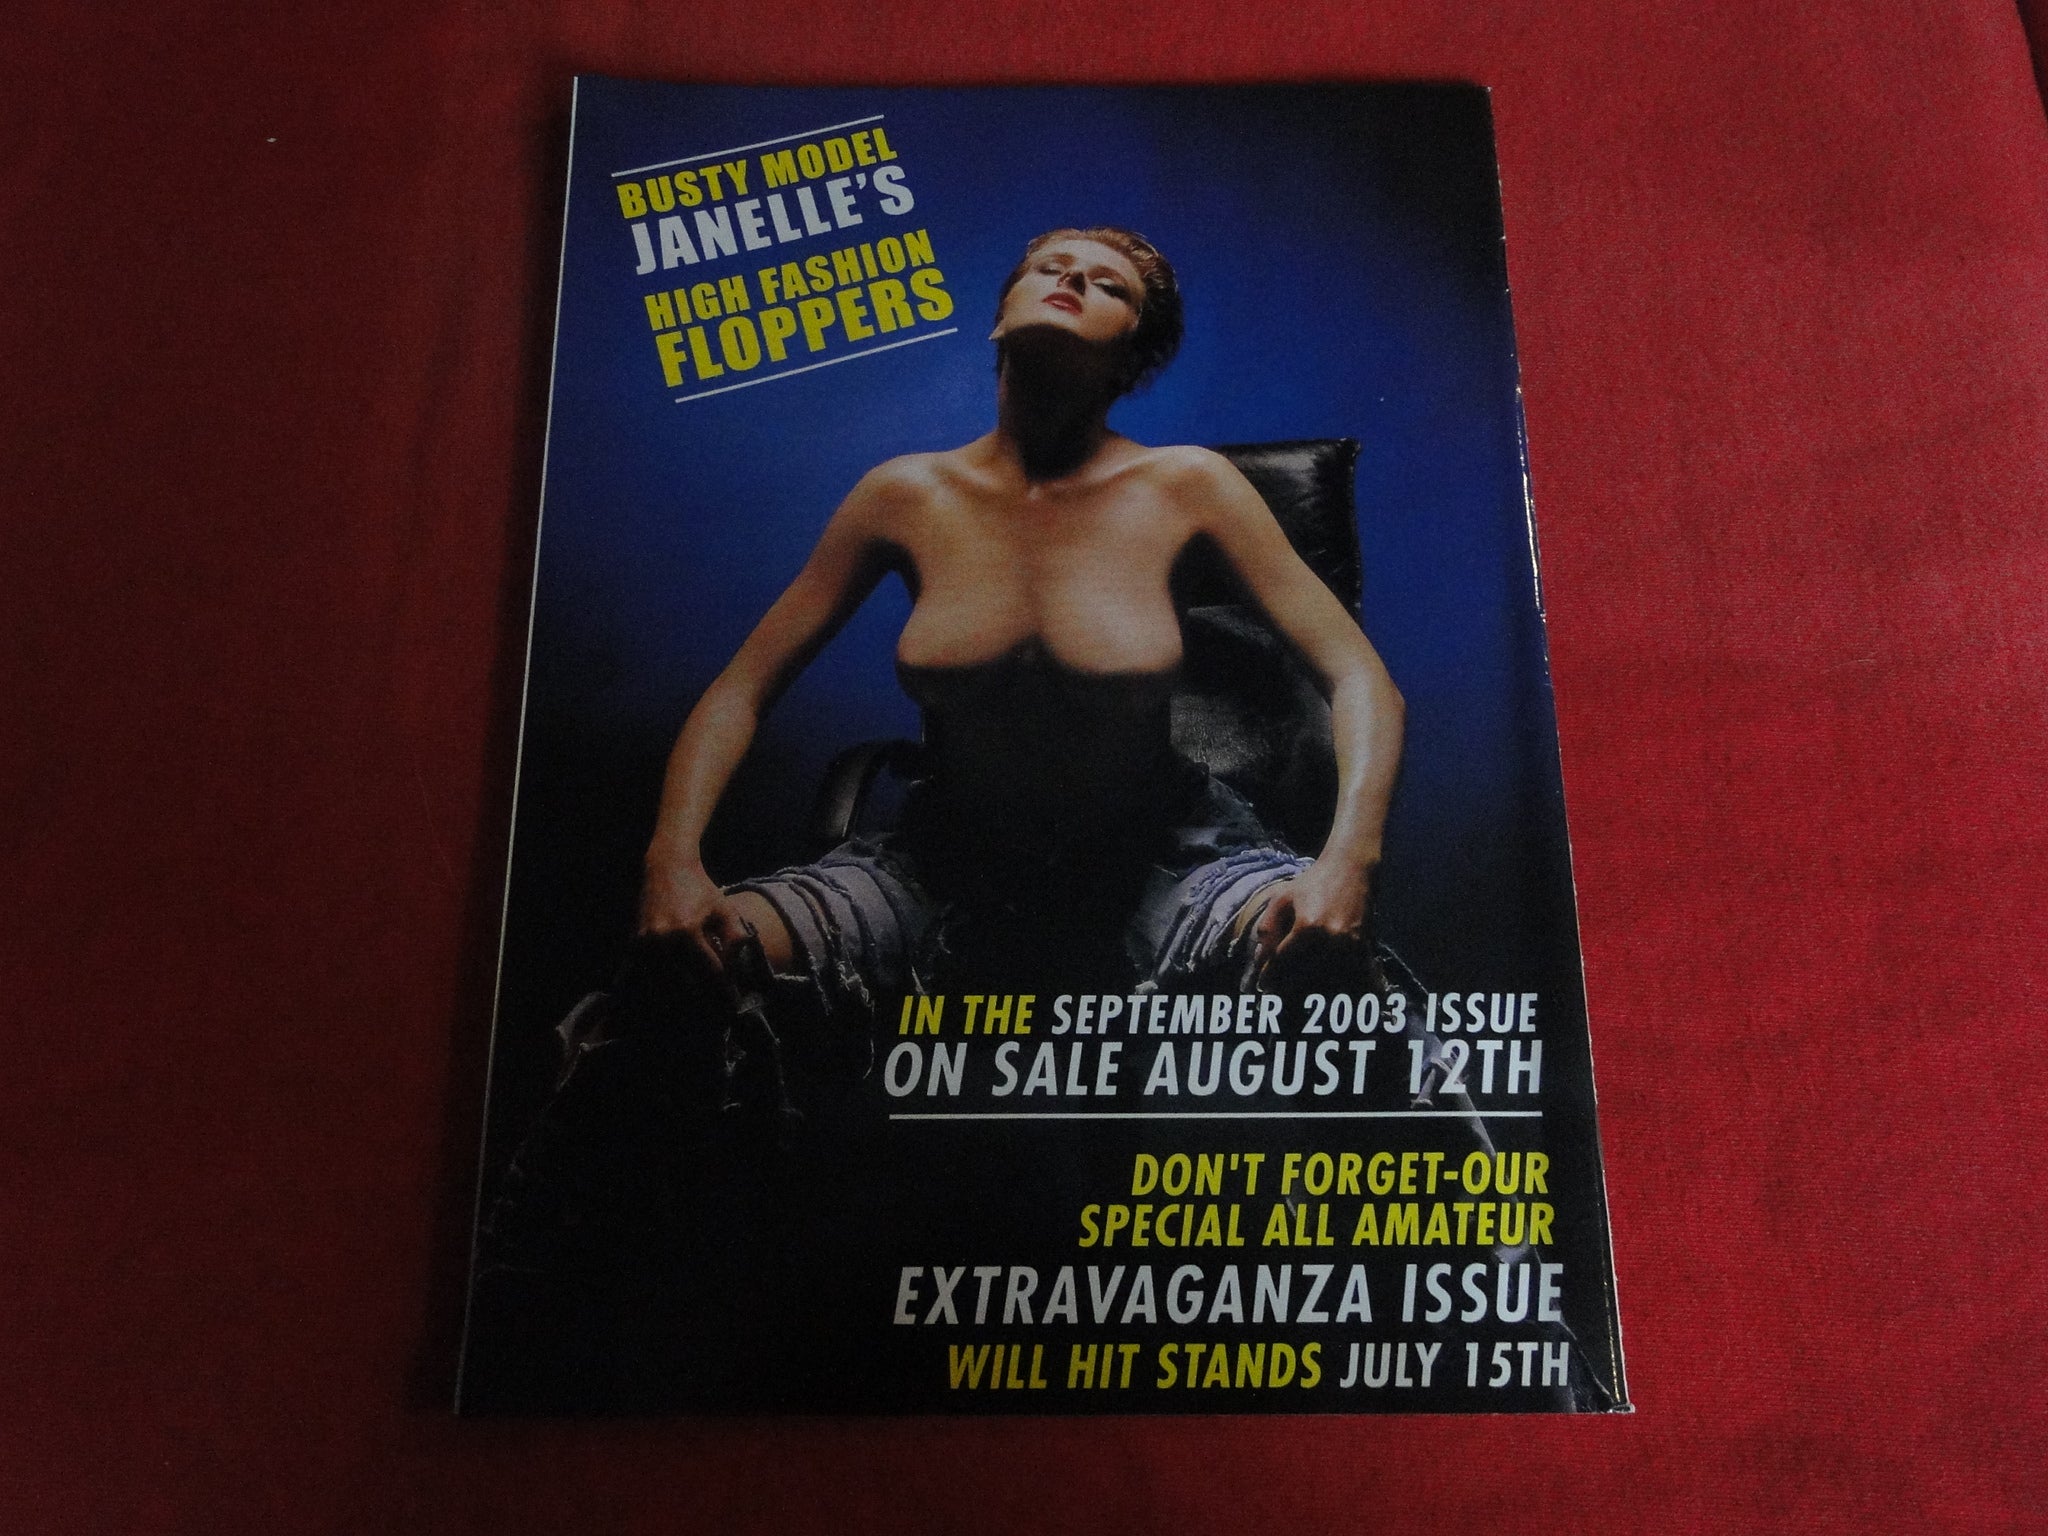 BUSTY MODEL
JANELLE'S
HIGH FASHION
FLOPPERS
IN THE SEPTEMBER 2003 ISSUE
ON SALE AUGUST 12TH
DON'T FORGET-OUR
SPECIAL ALL AMATEUR
EXTRAVAGANZA ISSUE
WILL HIT STANDS JULY 15TH